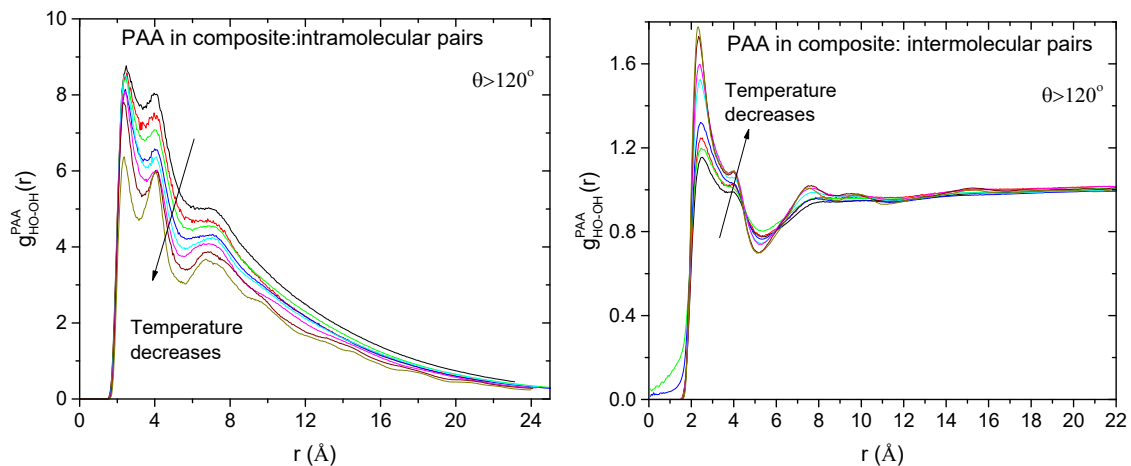 PAA in composite:intramolecular pairs
θ>120°
Temperature
decreases
g^PAA_HO-OH(r)
10
8
6
4
2
0
0 4 8 12 16 20 24
r (Å)
PAA in composite: intermolecular pairs
θ>120°
Temperature
decreases
g^PAA_HO-OH(r)
1.6
1.2
0.8
0.4
0.0
0 2 4 6 8 10 12 14 16 18 20 22
r (Å)